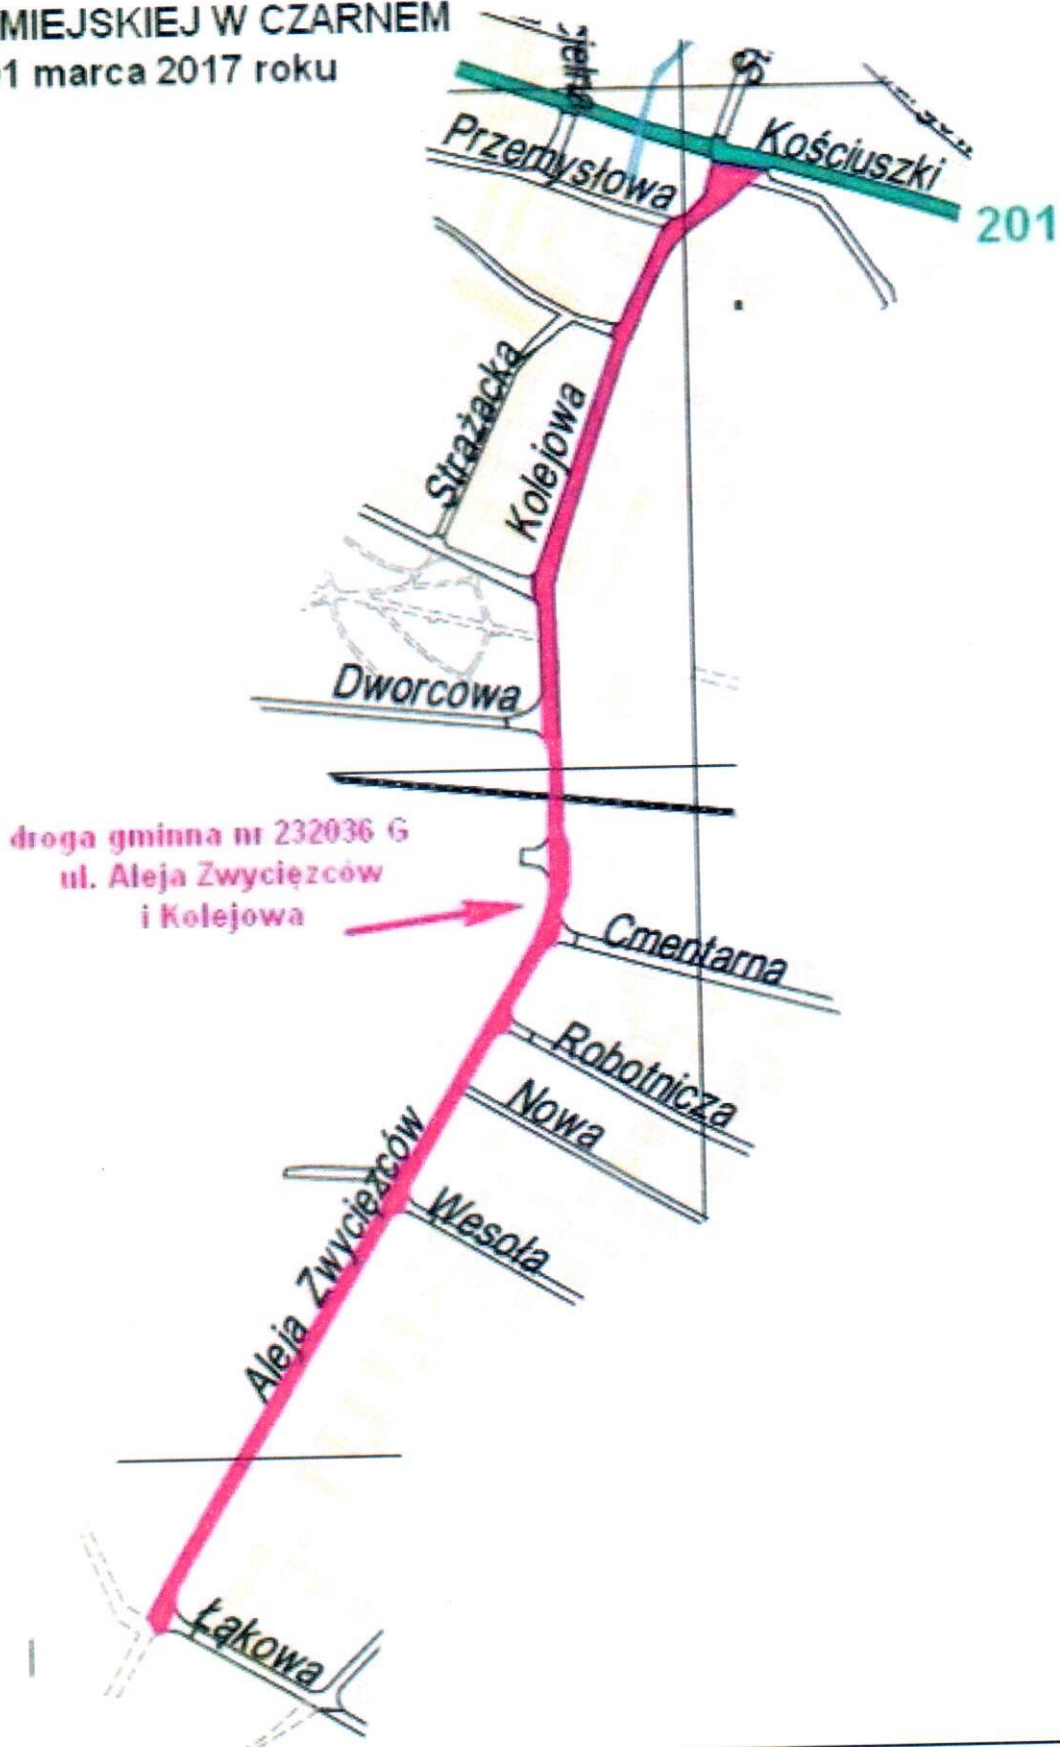 MIEJSKIEJ W CZARNEM
1 marca 2017 roku
Przemysłowa
Kościuszki
201
Strażacka
Kolejowa
Dworcowa
droga gminna nr 232036 G
ul. Aleja Zwycięzców
i Kolejowa
Cmentarna
Robotnicza
Nowa
Wesoła
Aleja Zwycięzców
Łąkowa